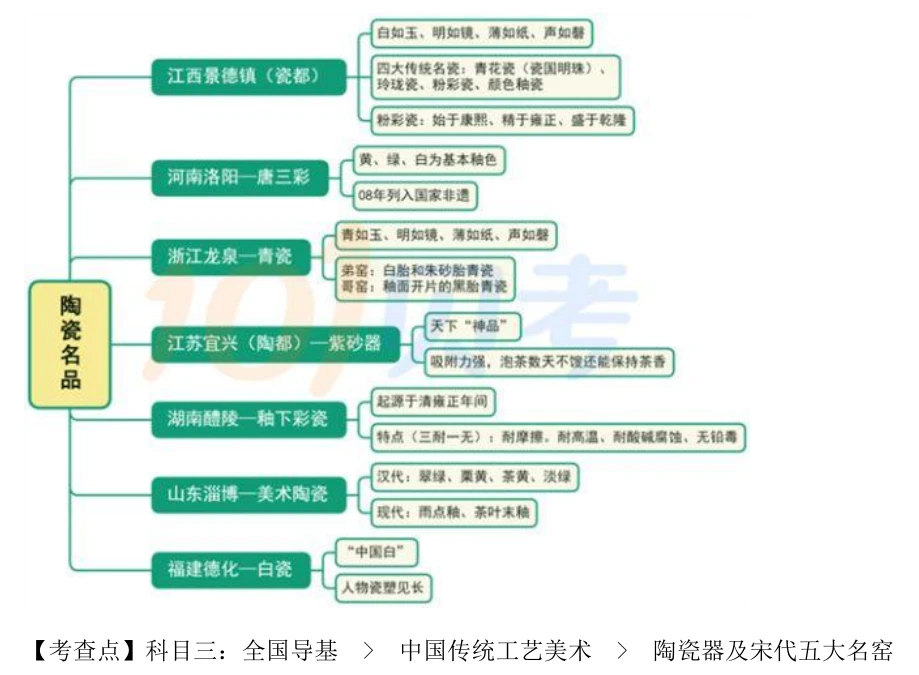 陶瓷名品
江西景德镇（瓷都）
白如玉、明如镜、薄如纸、声如磬
四大传统名瓷：青花瓷（瓷国明珠）、
玲珑瓷、粉彩瓷、颜色釉瓷
粉彩瓷：始于康熙、精于雍正、盛于乾隆
河南洛阳—唐三彩
黄、绿、白为基本釉色
08年列入国家非遗
浙江龙泉—青瓷
青如玉、明如镜、薄如纸、声如磬
弟窑：白胎和朱砂胎青瓷
哥窑：釉面开片的黑胎青瓷
江苏宜兴（陶都）—紫砂器
天下“神品”
吸附力强，泡茶数天不馊还能保持茶香
湖南醴陵—釉下彩瓷
起源于清雍正年间
特点（三耐一无）：耐摩擦。耐高温、耐酸碱腐蚀、无铅毒
山东淄博—美术陶瓷
汉代：翠绿、栗黄、茶黄、淡绿
现代：雨点釉、茶叶末釉
福建德化—白瓷
“中国白”
人物瓷塑见长
【考查点】科目三：全国导基 > 中国传统工艺美术 > 陶瓷器及宋代五大名窑